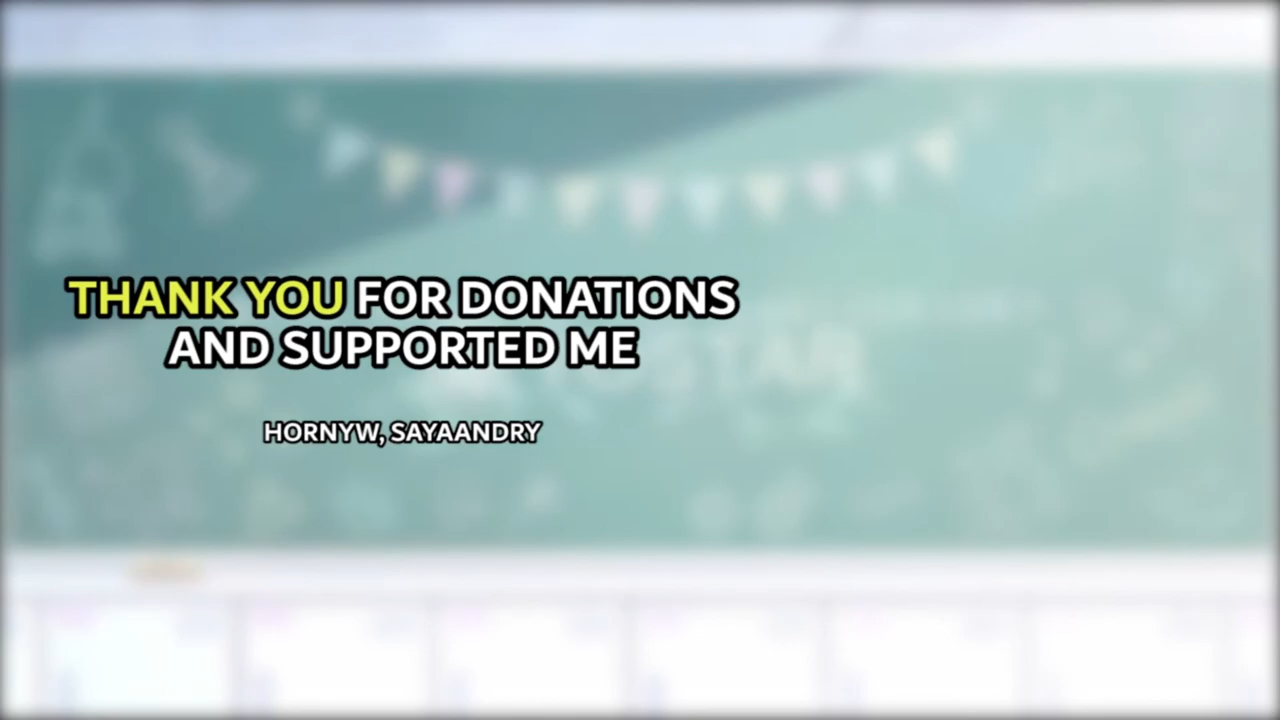 THANK YOU FOR DONATIONS
AND SUPPORTED ME
HORNYW, SAYAANDRY